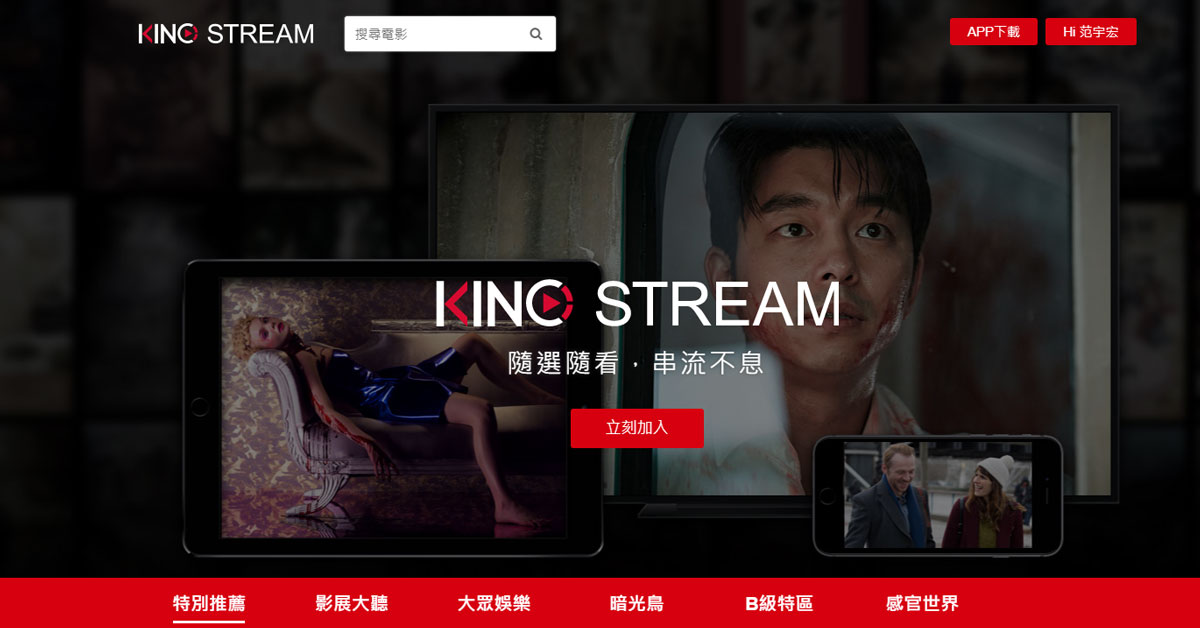 KINO STREAM
搜尋電影
APP下載
Hi 范宇宏
KINO STREAM
隨選隨看，串流不息
立刻加入
特別推薦
影展大聽
大眾娛樂
暗光鳥
B級特區
感官世界